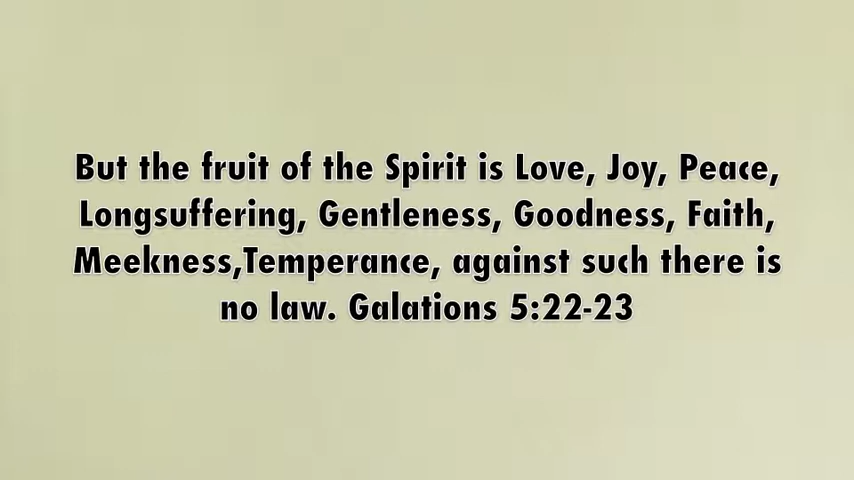 But the fruit of the Spirit is Love, Joy, Peace,
Longsuffering, Gentleness, Goodness, Faith,
Meekness,Temperance, against such there is
no law. Galations 5:22-23